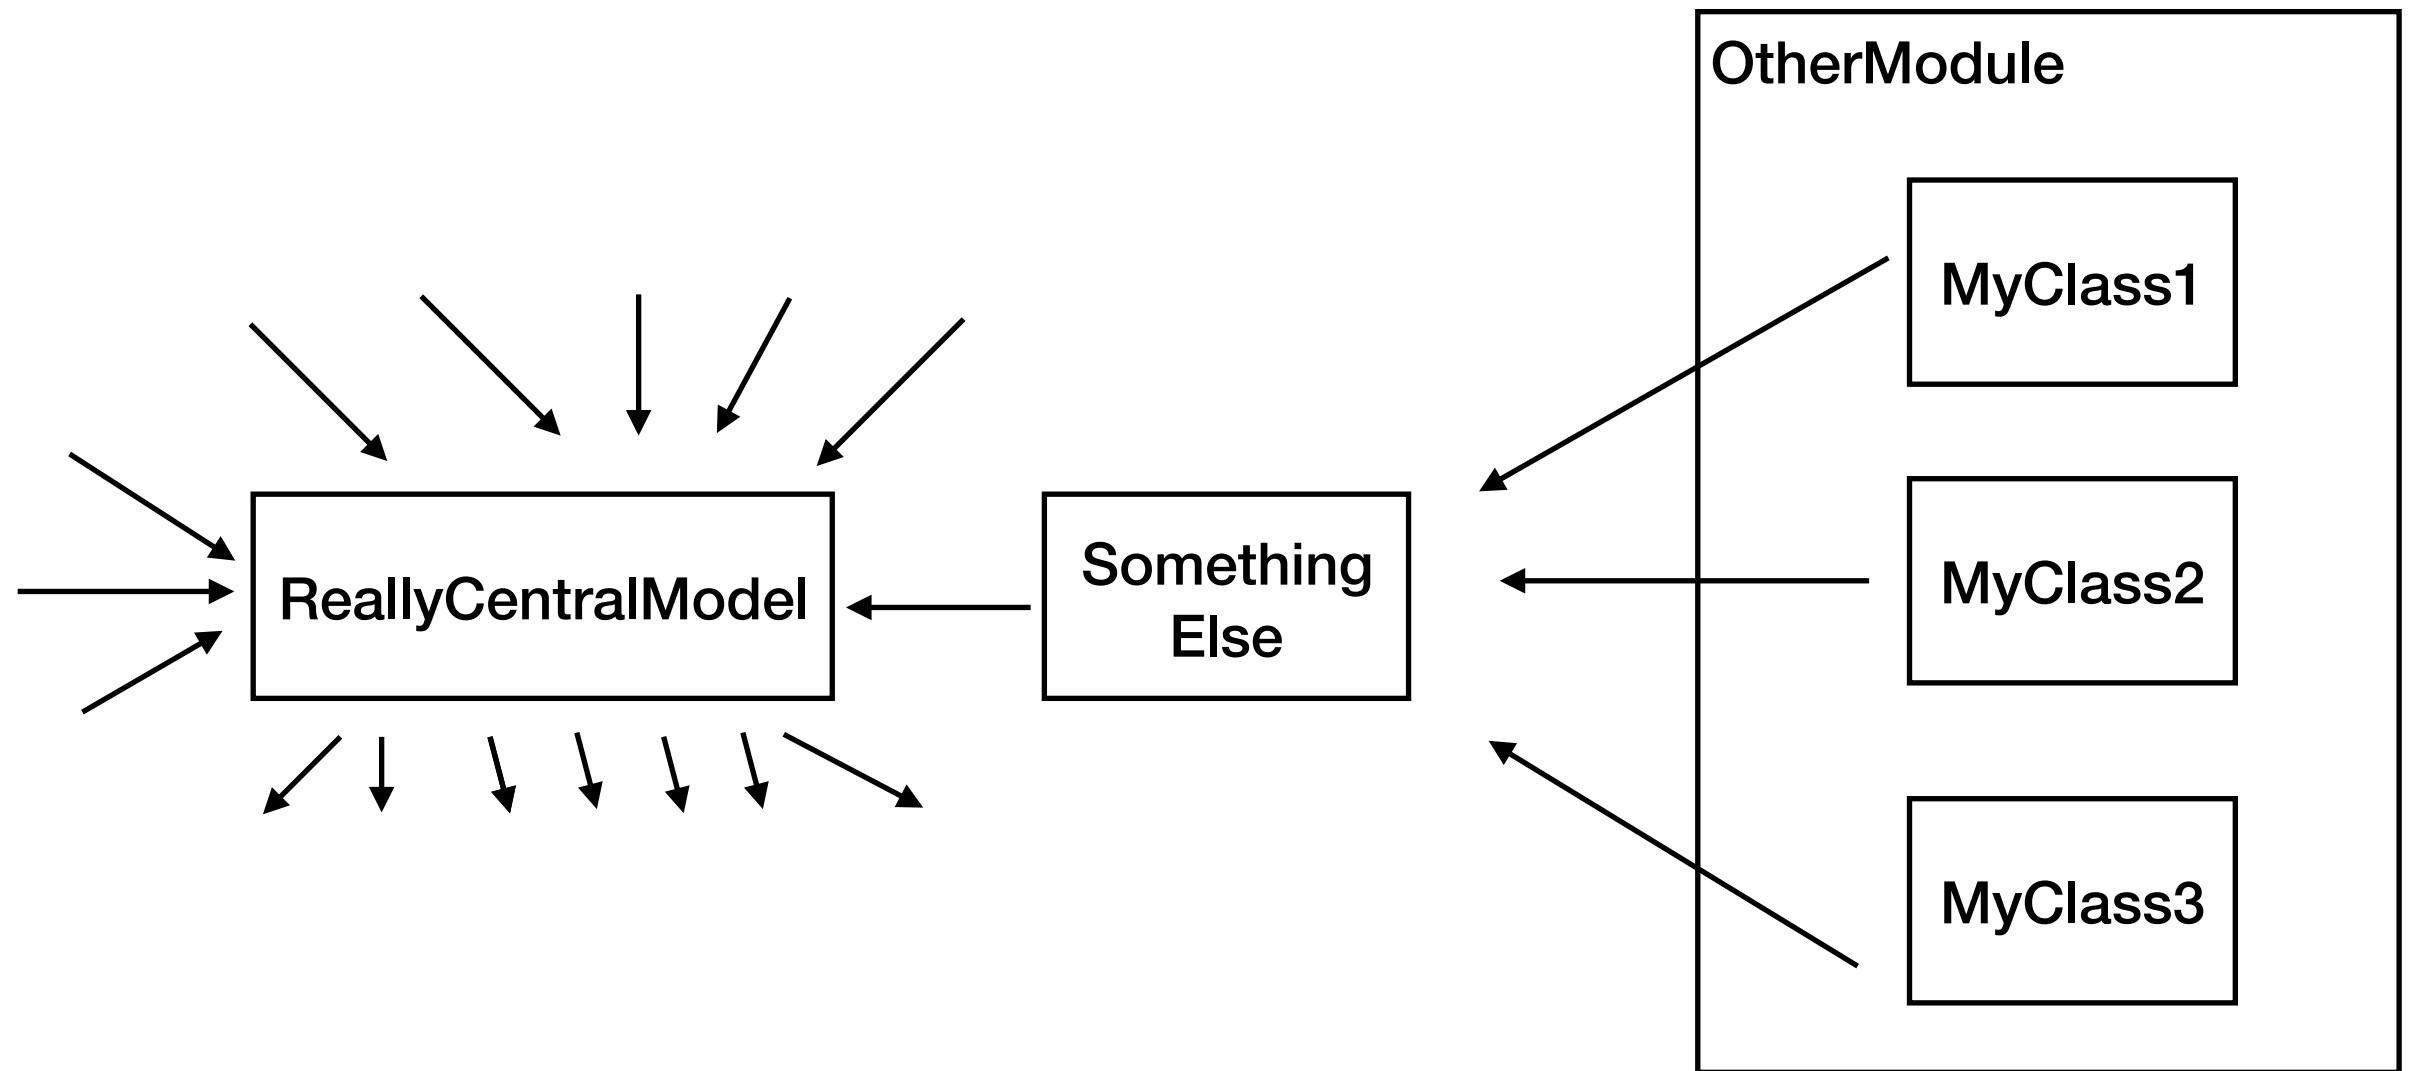 OtherModule
MyClass1
ReallyCentralModel
Something
Else
MyClass2
MyClass3